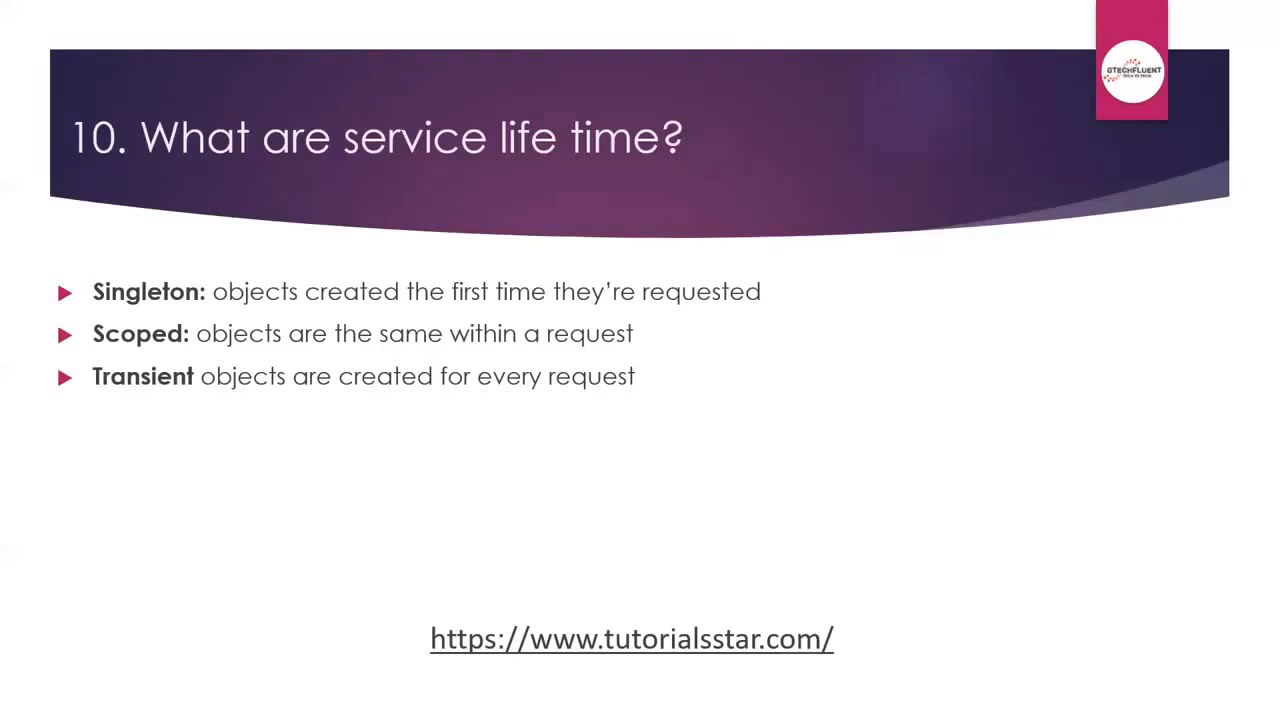 GTECHFLUENT
10. What are service life time?
Singleton: objects created the first time they're requested
Scoped: objects are the same within a request
Transient objects are created for every request
https://www.tutorialsstar.com/